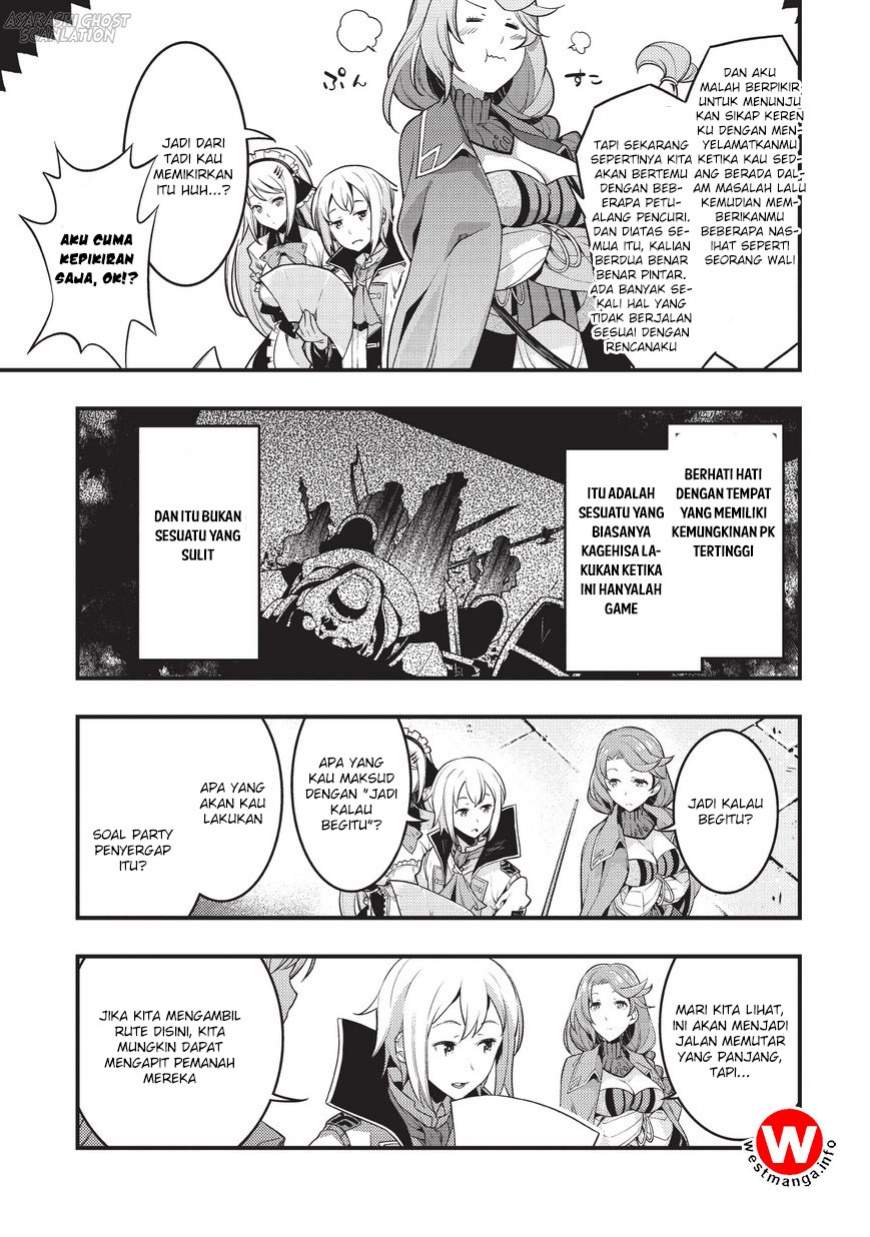 AYAKASHI GHOST
SCANLATION
DAN AKU
MALAH BERPIKIR
UNTUK MENUNJU
KAN SIKAP KEREN
KU DENGAN MEN-
YELAMATKANMU
KETIKA KAU SED-
ANG BERADA DAL-
AM MASALAH LALU
KEMUDIAN MEM-
BERIKANMU
BEBERAPA NAS-
IHAT SEPERTI
SEORANG WALI
TAPI SEKARANG
SEPERTINYA KITA
AKAN BERTEMU
DENGAN BEB-
ERAPA PETU-
ALANG PENCURI.
DAN DIATAS SE-
MUA ITU, KALIAN
BERDUA BENAR
BENAR PINTAR.
ADA BANYAK SE-
KALI HAL YANG
TIDAK BERJALAN
SESUAI DENGAN
RENCANAKU
すこ
ぷん
JADI DARI
TADI KAU
MEMIKIRKAN
ITU HUH...?
AKU CUMA
KEPIKIRAN
SAJA, OK!?
BERHATI HATI
DENGAN TEMPAT
YANG MEMILIKI
KEMUNGKINAN PK
TERTINGGI
ITU ADALAH
SESUATU YANG
BIASANYA
KAGEHISA LA-
KUKAN KETIKA
INI HANYALAH
GAME
DAN ITU BUKAN
SESUATU YANG
SULIT
JADI KALAU
BEGITU?
APA YANG
KAU MAKSUD
DENGAN "JADI
KALAU
BEGITU"?
APA YANG
AKAN KAU
LAKUKAN
SOAL PARTY
PENYERGAP
ITU?
MARI KITA LIHAT,
INI AKAN MENJADI
JALAN MEMUTAR
YANG PANJANG,
TAPI...
JIKA KITA MENGAMBIL
RUTE DISINI, KITA
MUNGKIN DAPAT
MENGAPIT PEMANAH
MEREKA
W
westmanga.info